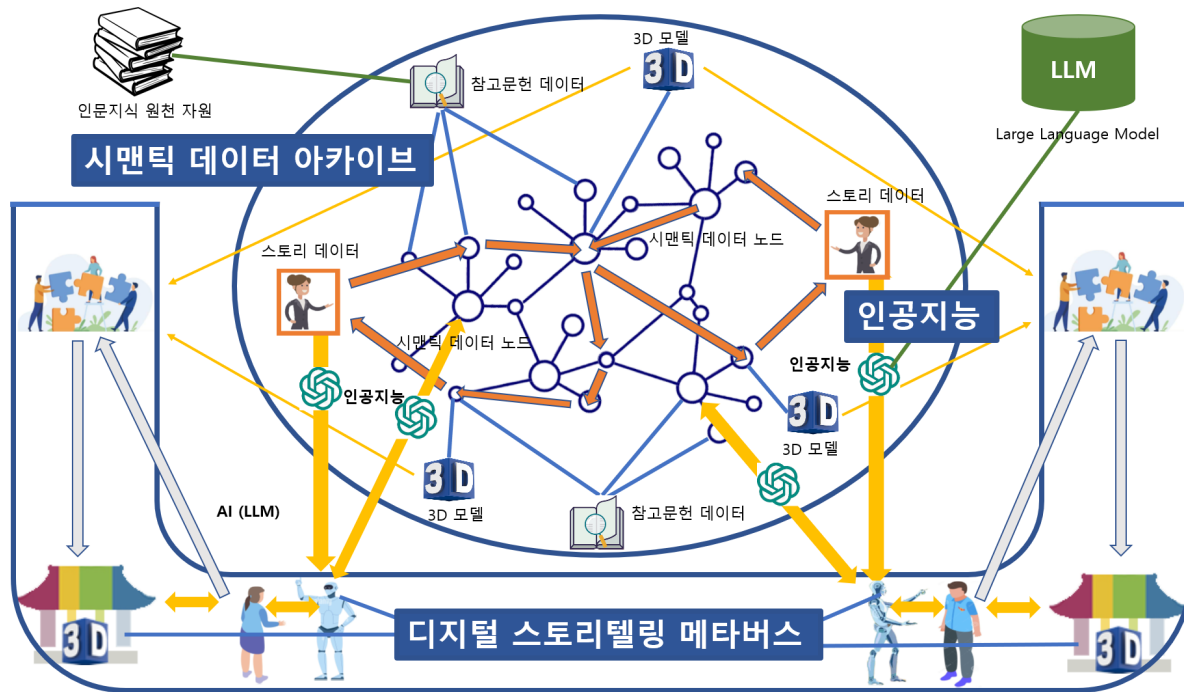 3D 모델
3D
LLM
참고문헌 데이터
인문지식 원천 자원
Large Language Model
시맨틱 데이터 아카이브
스토리 데이터
시맨틱 데이터 노드
스토리 데이터
인공지능
시맨틱 데이터 노드
인공지능
인공지능
3D
3D 모델
3D
3D 모델
AI (LLM)
참고문헌 데이터
디지털 스토리텔링 메타버스
3D
3D